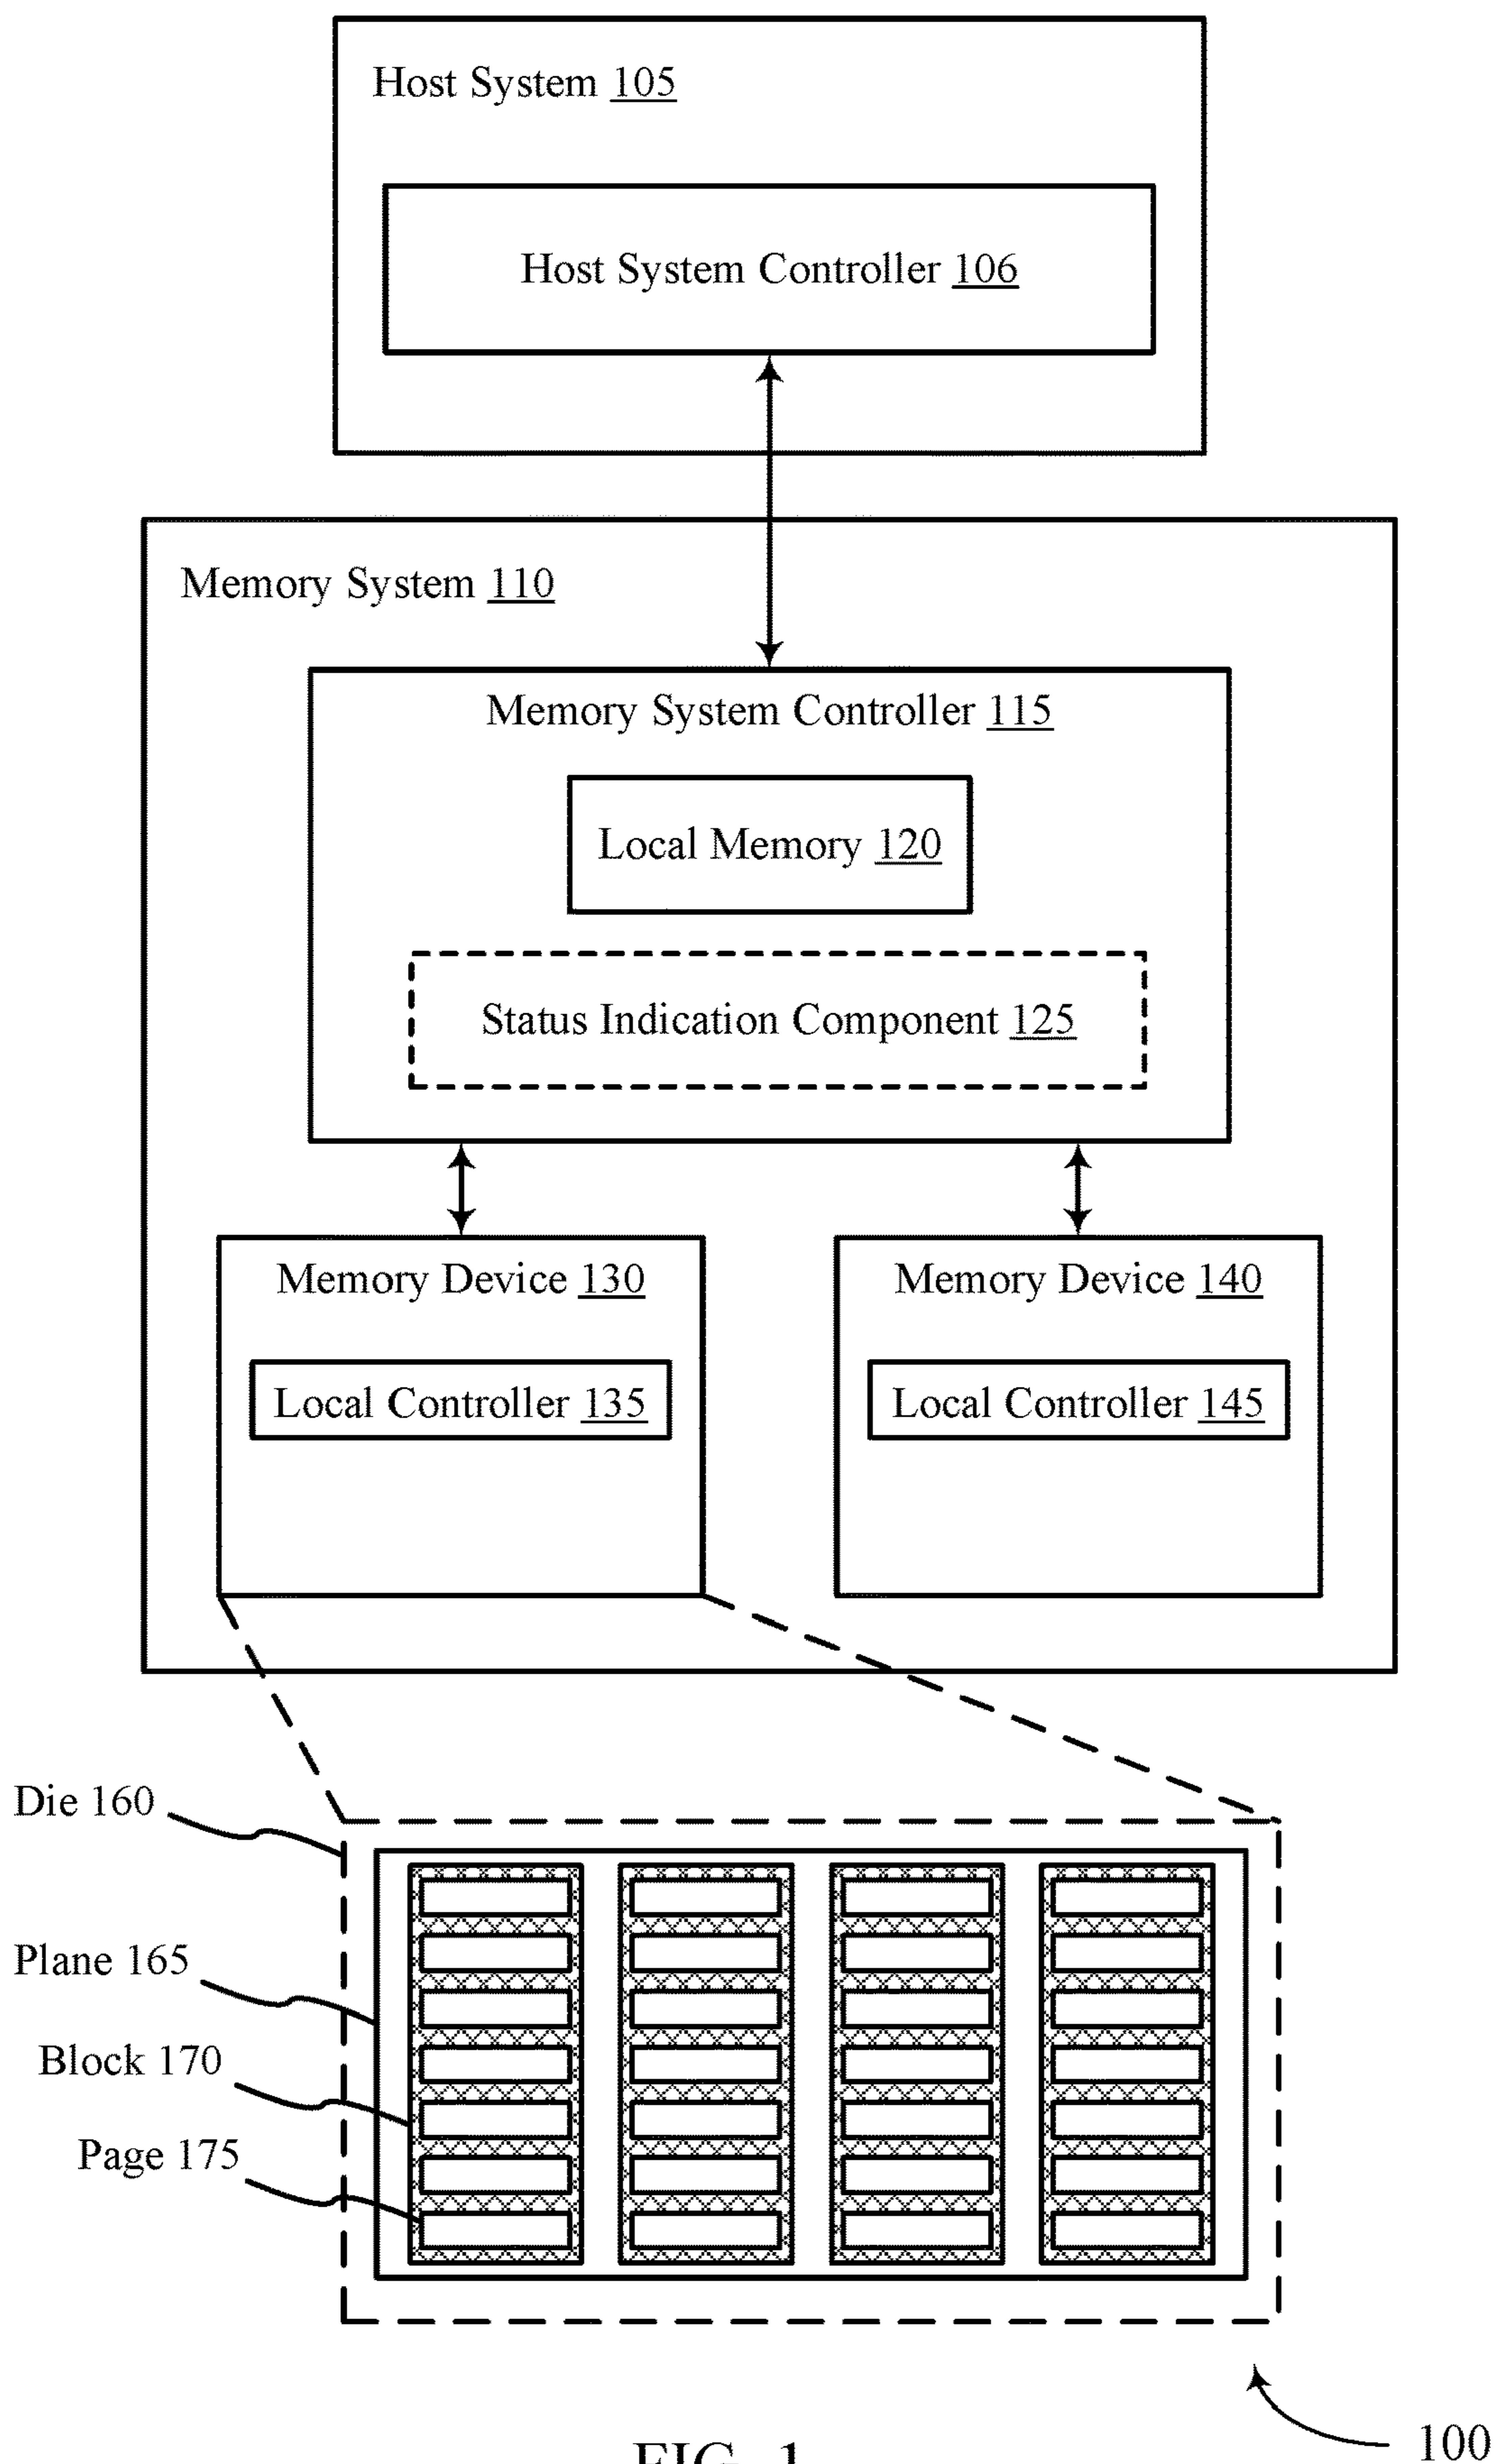 Host System 105
Host System Controller 106
Memory System 110
Memory System Controller 115
Local Memory 120
Status Indication Component 125
Memory Device 130
Local Controller 135
Memory Device 140
Local Controller 145
Die 160
Plane 165
Block 170
Page 175
100
FIG. 1